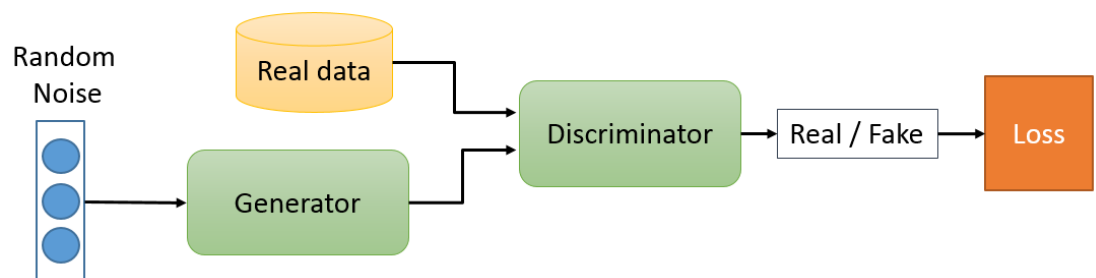 Random
Noise
Real data
Generator
Discriminator
Real / Fake
Loss